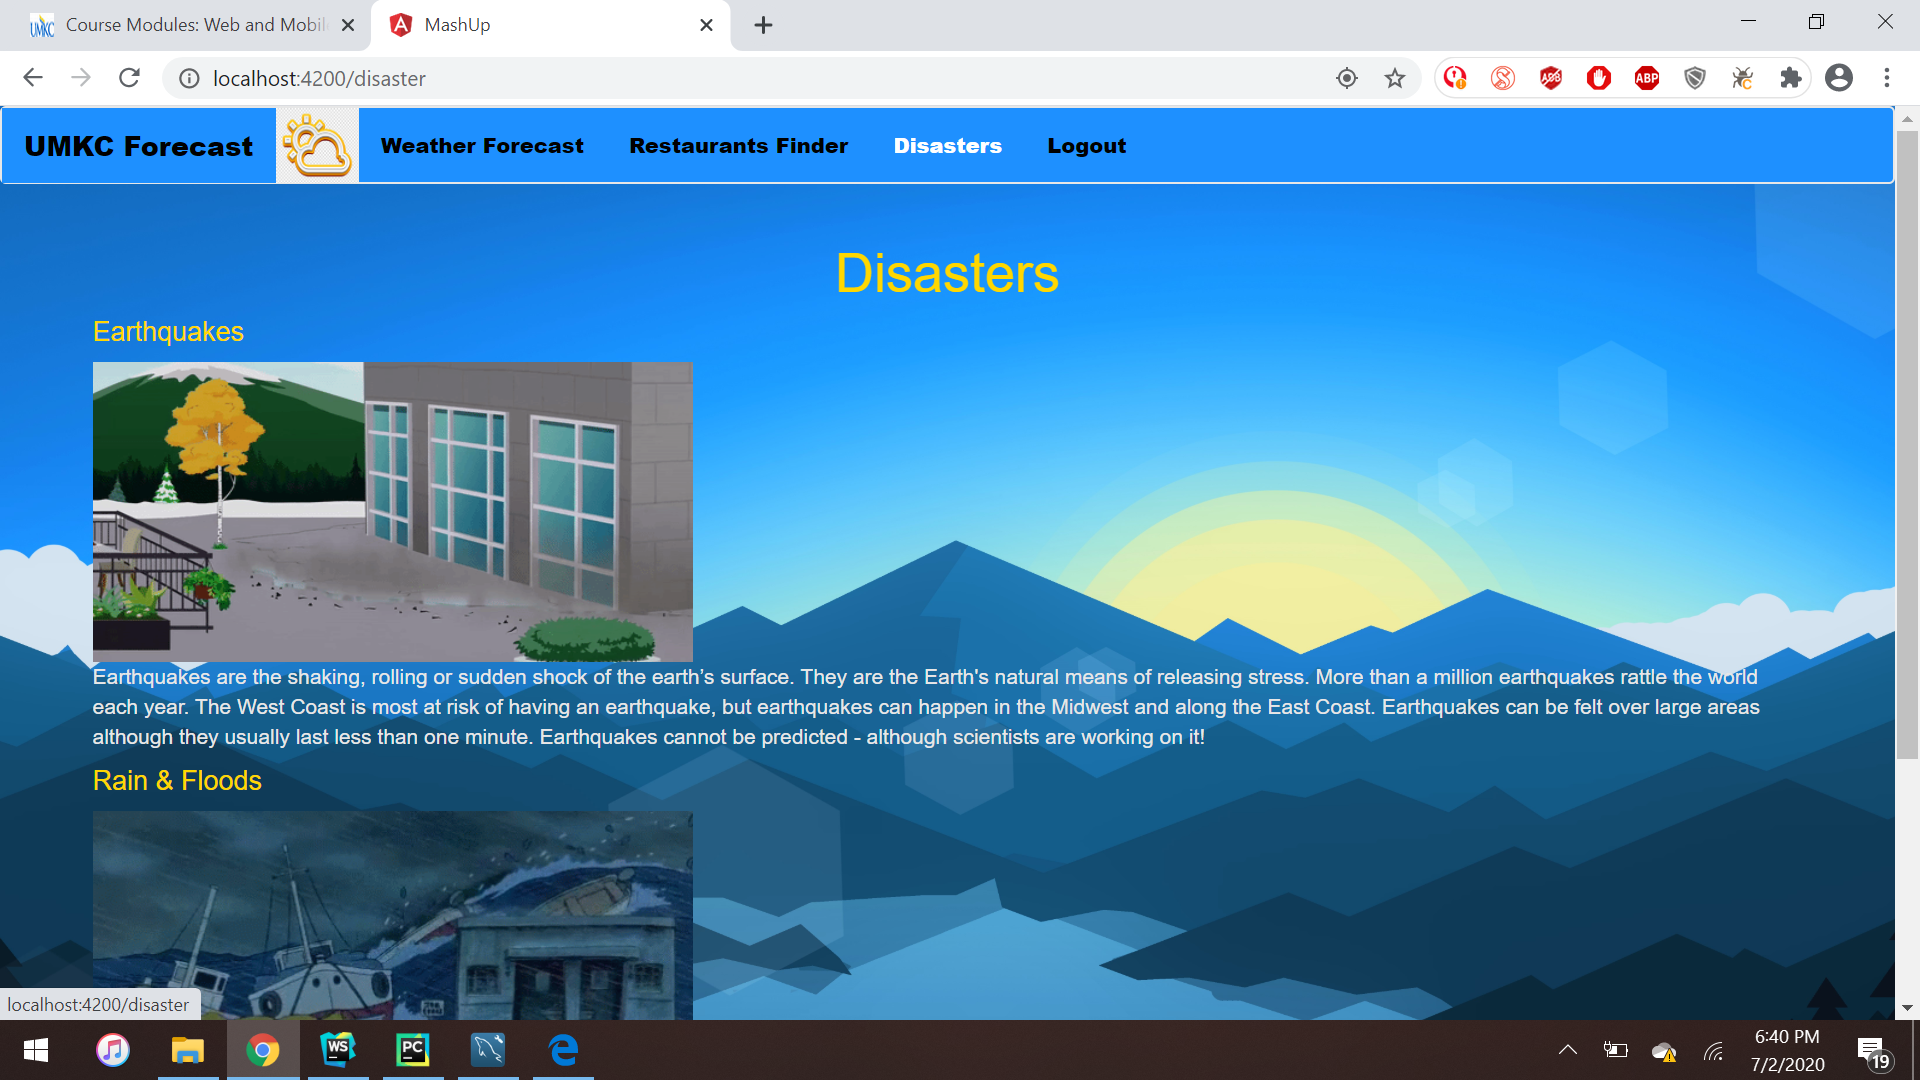 UMKC
Course Modules: Web and Mobil
MashUp
localhost:4200/disaster
ABP
UMKC Forecast
Weather Forecast
Restaurants Finder
Disasters
Logout
Disasters
Earthquakes
Earthquakes are the shaking, rolling or sudden shock of the earth’s surface. They are the Earth's natural means of releasing stress. More than a million earthquakes rattle the world
each year. The West Coast is most at risk of having an earthquake, but earthquakes can happen in the Midwest and along the East Coast. Earthquakes can be felt over large areas
although they usually last less than one minute. Earthquakes cannot be predicted - although scientists are working on it!
Rain & Floods
localhost:4200/disaster
WS
PC
6:40 PM
7/2/2020
19